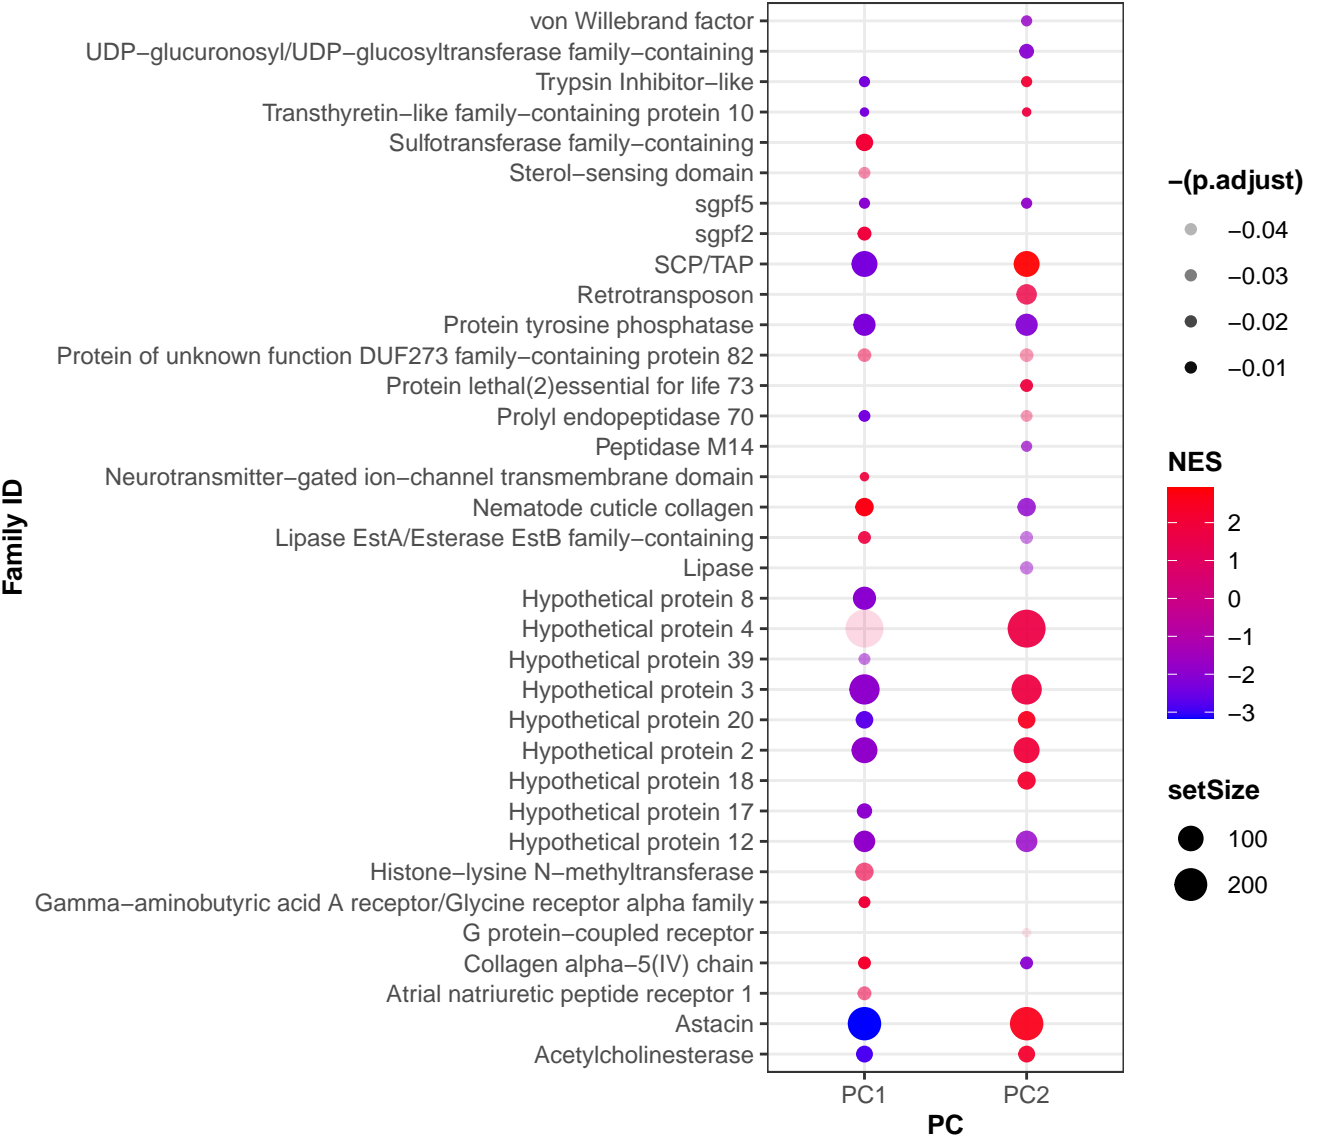 von Willebrand factor
UDP−glucuronosyl/UDP−glucosyltransferase family−containing
Trypsin Inhibitor−like
Transthyretin−like family−containing protein 10
Sulfotransferase family−containing
Sterol−sensing domain
sgpf5
sgpf2
SCP/TAP
Retrotransposon
Protein tyrosine phosphatase
Protein of unknown function DUF273 family−containing protein 82
Protein lethal(2)essential for life 73
Prolyl endopeptidase 70
Peptidase M14
Neurotransmitter−gated ion−channel transmembrane domain
Nematode cuticle collagen
Lipase EstA/Esterase EstB family−containing
Lipase
Hypothetical protein 8
Hypothetical protein 4
Hypothetical protein 39
Hypothetical protein 3
Hypothetical protein 20
Hypothetical protein 2
Hypothetical protein 18
Hypothetical protein 17
Hypothetical protein 12
Histone−lysine N−methyltransferase
Gamma−aminobutyric acid A receptor/Glycine receptor alpha family
G protein−coupled receptor
Collagen alpha−5(IV) chain
Atrial natriuretic peptide receptor 1
Astacin
Acetylcholinesterase
Family ID
PC1
PC2
PC
−(p.adjust)
−0.04
−0.03
−0.02
−0.01
NES
2
1
0
−1
−2
−3
setSize
100
200